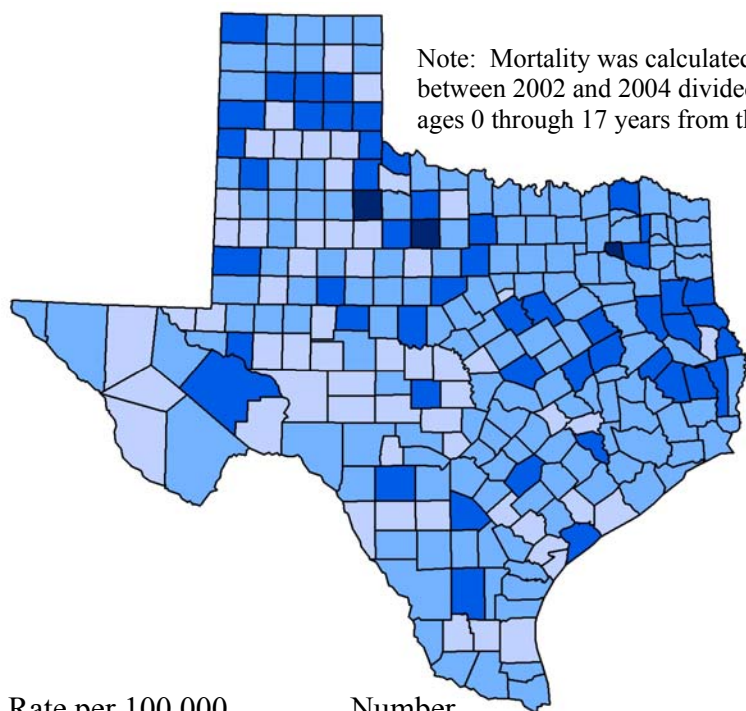 Note: Mortality was calculated
between 2002 and 2004 divided
ages 0 through 17 years from th
Rate per 100,000 Number